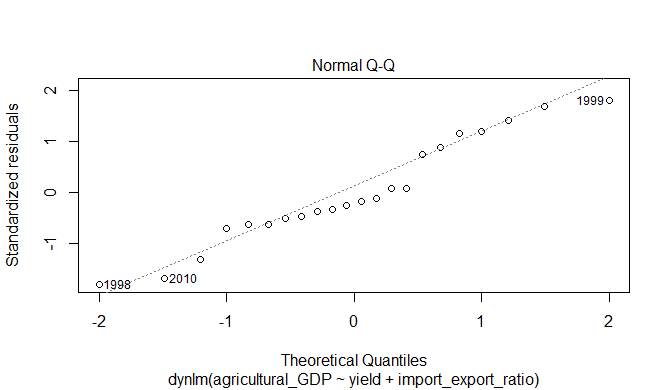 Normal Q-Q
Standardized residuals
2
1
0
-1
1999
1998
2010
-2 -1 0 1 2
Theoretical Quantiles
dynlm(agricultural_GDP ~ yield + import_export_ratio)